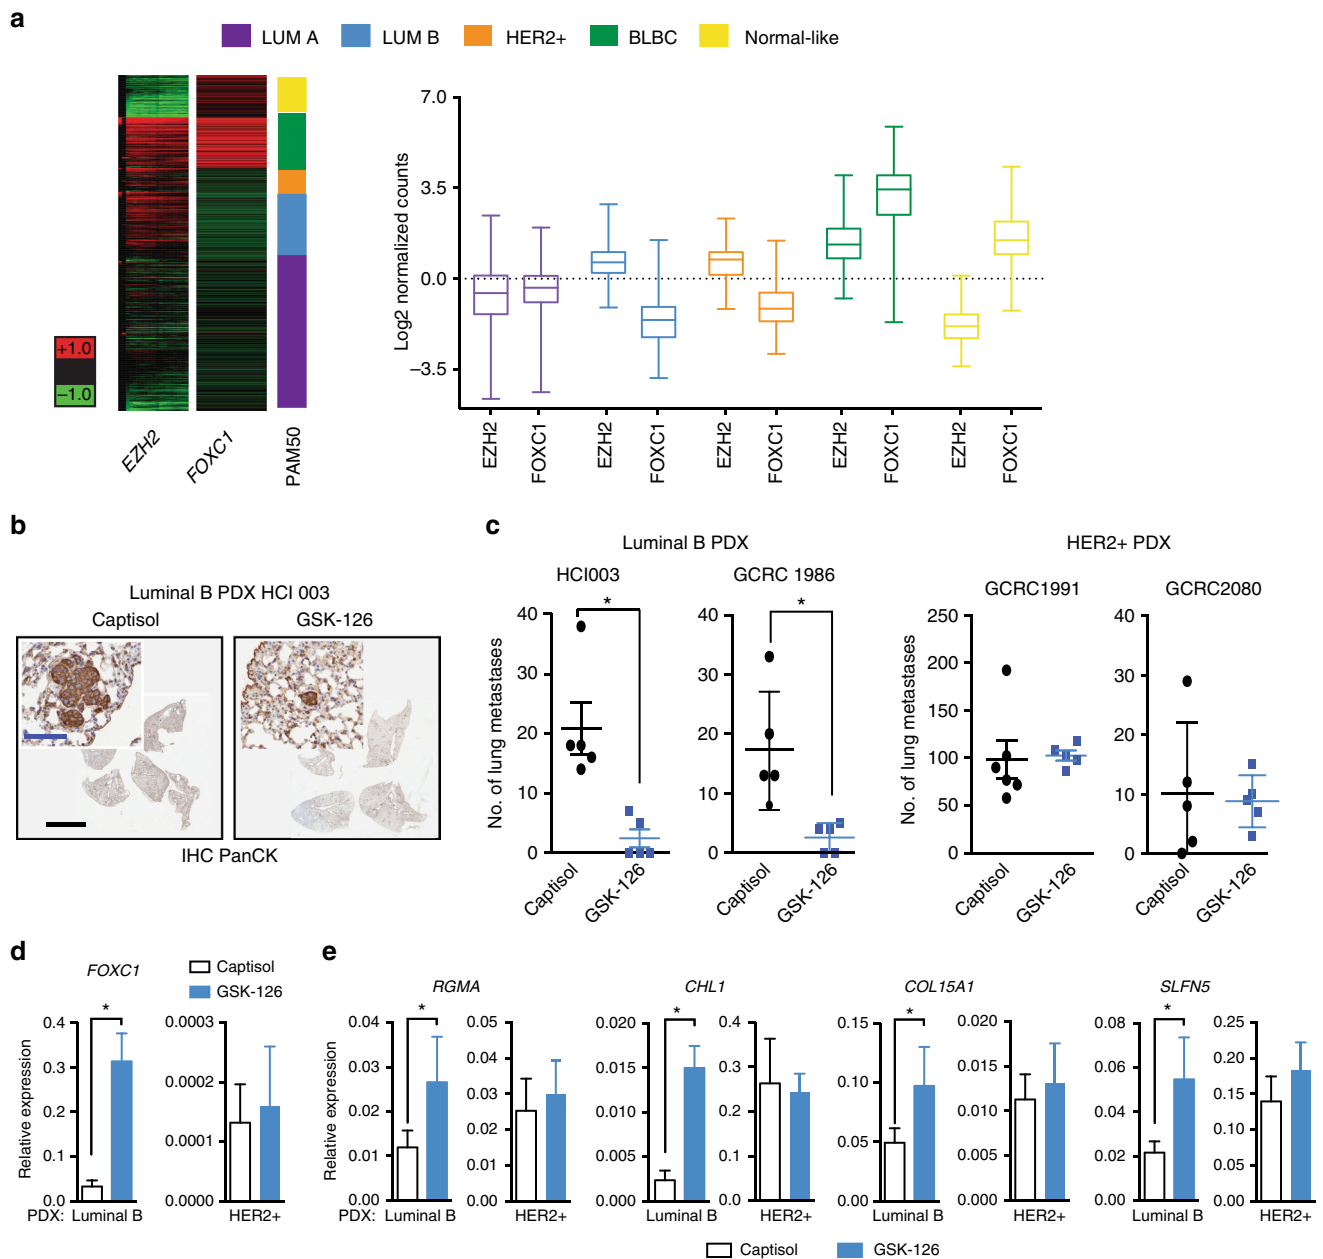 a
LUM A
LUM B
HER2+
BLBC
Normal-like
+1.0
−1.0
EZH2
FOXC1
PAM50
Log2 normalized counts
7.0
3.5
0.0
−3.5
EZH2
FOXC1
EZH2
FOXC1
EZH2
FOXC1
EZH2
FOXC1
EZH2
FOXC1
b
Luminal B PDX HCI 003
Captisol
GSK-126
IHC PanCK
c
Luminal B PDX
HER2+ PDX
HCI003
No. of lung metastases
40
30
20
10
0
*
Captisol
GSK-126
GCRC 1986
40
30
20
10
0
*
Captisol
GSK-126
GCRC1991
No. of lung metastases
250
200
150
100
50
0
Captisol
GSK-126
GCRC2080
40
30
20
10
0
Captisol
GSK-126
d
FOXC1
Captisol
GSK-126
Relative expression
0.4
0.3
0.2
0.1
0.0
*
PDX: Luminal B
0.0003
0.0002
0.0001
0.0000
HER2+
e
RGMA
Relative expression
0.04
0.03
0.02
0.01
0.00
*
PDX: Luminal B
0.05
0.04
0.03
0.02
0.01
0.00
HER2+
CHL1
0.020
0.015
0.010
0.005
0.000
*
Luminal B
0.4
0.3
0.2
0.1
0.0
HER2+
COL15A1
0.15
0.10
0.05
0.00
*
Luminal B
0.020
0.015
0.010
0.005
0.000
HER2+
SLFN5
0.08
0.06
0.04
0.02
0.00
*
Luminal B
0.25
0.20
0.15
0.10
0.05
0.00
HER2+
Captisol
GSK-126